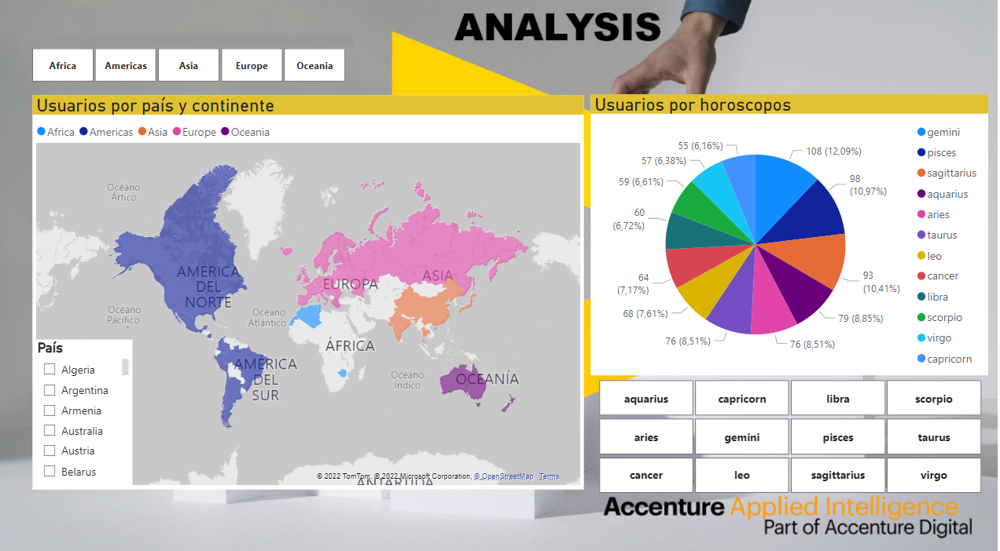 ANALYSIS
Africa
Americas
Asia
Europe
Oceania
Usuarios por país y continente
Africa Americas Asia Europe Oceania
Océano
Ártico
AMÉRICA
DEL
NORTE
EUROPA
ASIA
Océano
Pacífico
Océano
Atlántico
ÁFRICA
AMÉRICA
DEL
SUR
Océano
Índico
OCEANÍA
ANTÁRTIDA
© 2022 TomTom, © 2022 Microsoft Corporation, © OpenStreetMap Terms
País
Algeria
Argentina
Armenia
Australia
Austria
Belarus
Usuarios por horoscopos
108 (12,09%)
98
(10,97%)
93
(10,41%)
79 (8,85%)
76 (8,51%)
76 (8,51%)
68 (7,61%)
64
(7,17%)
60
(6,72%)
59 (6,61%)
57 (6,38%)
55 (6,16%)
gemini
pisces
sagittarius
aquarius
aries
taurus
leo
cancer
libra
scorpio
virgo
capricorn
aquarius
capricorn
libra
scorpio
aries
gemini
pisces
taurus
cancer
leo
sagittarius
virgo
Accenture Applied Intelligence
Part of Accenture Digital